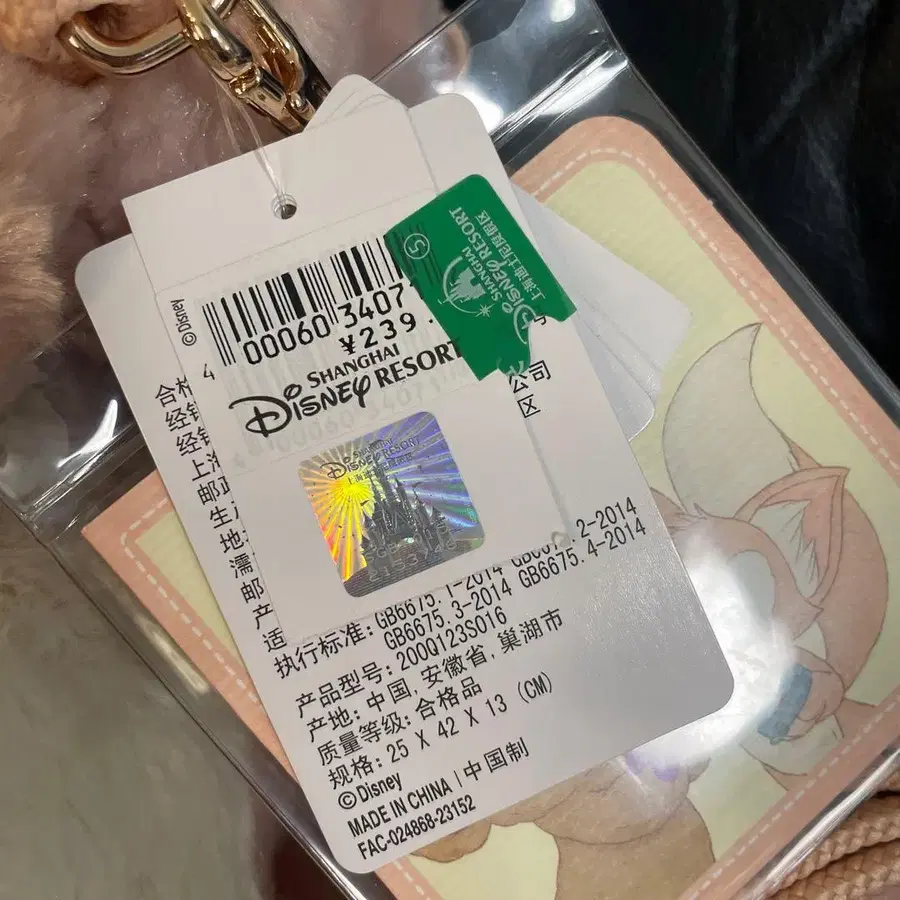 ©Disney
00060 3407
¥239.
SHANGHAI
DISNEY RESORT
5
SHANGHAI
DISNEY RESORT
上海迪士尼度假区
DISNEY RESORT
公司
区
合格
经销
经销
上海
邮政
生产
地
濡
邮
产
适
执行标准: GB6675.1-2014 GB6675.2-2014
GB6675.3-2014 GB6675.4-2014
产品型号: 2000123S016
产地: 中国, 安徽省, 巢湖市
质量等级: 合格品
规格: 25 X 42 X 13 (CM)
©Disney
MADE IN CHINA | 中国制
FAC-024868-23152